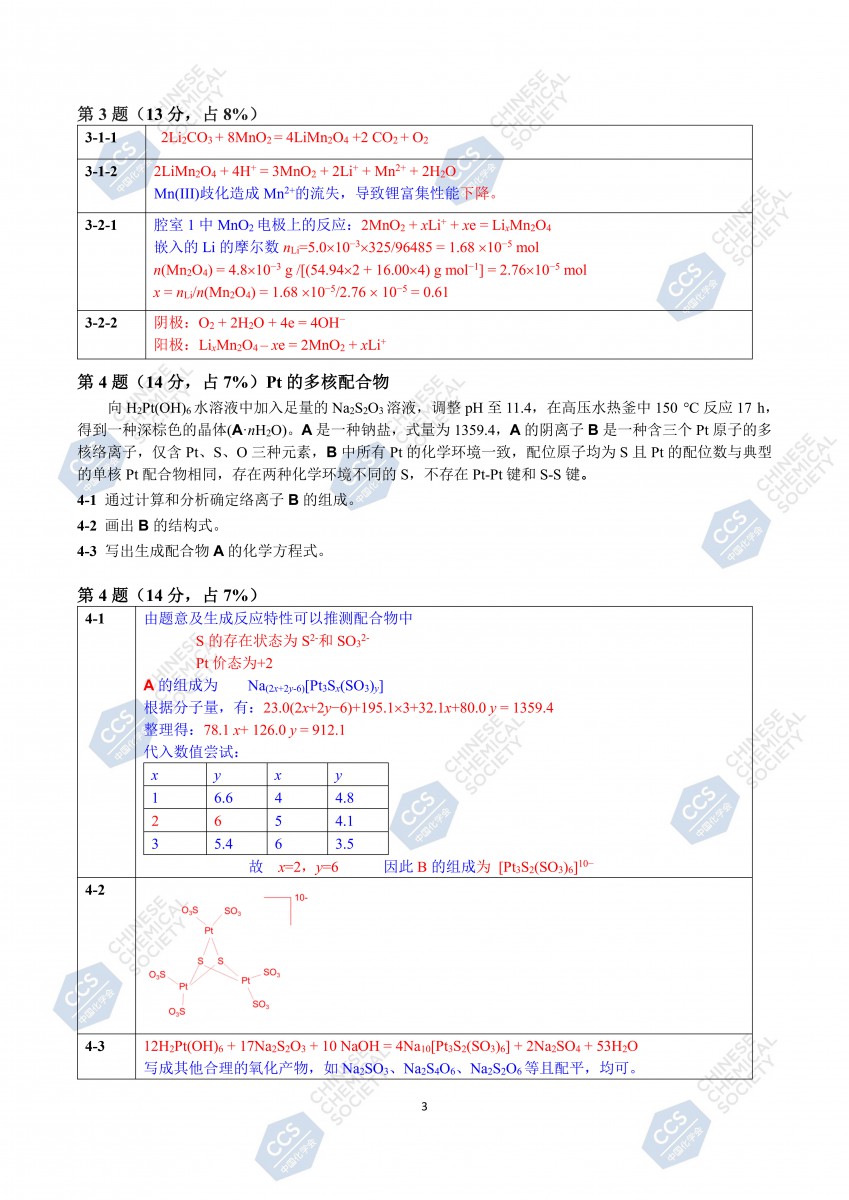 第 3 题（13 分，占 8%）
3-1-1 2Li2CO3 + 8MnO2 = 4LiMn2O4 +2 CO2 + O2
3-1-2 2LiMn2O4 + 4H+ = 3MnO2 + 2Li+ + Mn2+ + 2H2O
Mn(III)歧化造成 Mn2+的流失，导致锂富集性能下降。
3-2-1 腔室 1 中 MnO2 电极上的反应：2MnO2 + xLi+ + xe = LixMn2O4
嵌入的 Li 的摩尔数 nLi=5.0×10−3×325/96485 = 1.68 ×10−5 mol
n(Mn2O4) = 4.8×10−3 g /[(54.94×2 + 16.00×4) g mol−1] = 2.76×10−5 mol
x = nLi/n(Mn2O4) = 1.68 ×10−5/2.76 × 10−5 = 0.61
3-2-2 阴极：O2 + 2H2O + 4e = 4OH−
阳极：LixMn2O4 – xe = 2MnO2 + xLi+
第 4 题（14 分，占 7%）Pt 的多核配合物
向 H2Pt(OH)6 水溶液中加入足量的 Na2S2O3 溶液，调整 pH 至 11.4，在高压水热釜中 150 °C 反应 17 h，
得到一种深棕色的晶体(A·nH2O)。A 是一种钠盐，式量为 1359.4，A 的阴离子 B 是一种含三个 Pt 原子的多
核络离子，仅含 Pt、S、O 三种元素，B 中所有 Pt 的化学环境一致，配位原子均为 S 且 Pt 的配位数与典型
的单核 Pt 配合物相同，存在两种化学环境不同的 S，不存在 Pt-Pt 键和 S-S 键。
4-1 通过计算和分析确定络离子 B 的组成。
4-2 画出 B 的结构式。
4-3 写出生成配合物 A 的化学方程式。
第 4 题（14 分，占 7%）
4-1 由题意及生成反应特性可以推测配合物中
S 的存在状态为 S2-和 SO32-
Pt 价态为+2
A 的组成为 Na(2x+2y-6)[Pt3Sx(SO3)y]
根据分子量，有：23.0(2x+2y−6)+195.1×3+32.1x+80.0 y = 1359.4
整理得：78.1 x+ 126.0 y = 912.1
代入数值尝试：
x y x y
1 6.6 4 4.8
2 6 5 4.1
3 5.4 6 3.5
故 x=2，y=6 因此 B 的组成为 [Pt3S2(SO3)6]10−
4-2
10-
O3S SO3
Pt
S S
O3S Pt Pt SO3
O3S SO3
4-3 12H2Pt(OH)6 + 17Na2S2O3 + 10 NaOH = 4Na10[Pt3S2(SO3)6] + 2Na2SO4 + 53H2O
写成其他合理的氧化产物，如 Na2SO3、Na2S4O6、Na2S2O6 等且配平，均可。
3